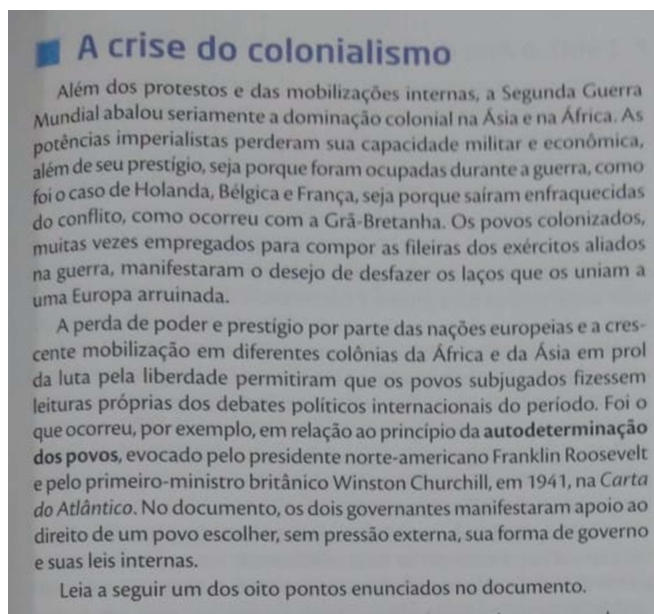 A crise do colonialismo
Além dos protestos e das mobilizações internas, a Segunda Guerra
Mundial abalou seriamente a dominação colonial na Ásia e na África. As
potências imperialistas perderam sua capacidade militar e econômica,
além de seu prestígio, seja porque foram ocupadas durante a guerra, como
foi o caso de Holanda, Bélgica e França, seja porque saíram enfraquecidas
do conflito, como ocorreu com a Grã-Bretanha. Os povos colonizados,
muitas vezes empregados para compor as fileiras dos exércitos aliados
na guerra, manifestaram o desejo de desfazer os laços que os uniam a
uma Europa arruinada.
A perda de poder e prestígio por parte das nações europeias e a cres-
cente mobilização em diferentes colônias da África e da Ásia em prol
da luta pela liberdade permitiram que os povos subjugados fizessem
leituras próprias dos debates políticos internacionais do período. Foi o
que ocorreu, por exemplo, em relação ao princípio da autodeterminação
dos povos, evocado pelo presidente norte-americano Franklin Roosevelt
e pelo primeiro-ministro britânico Winston Churchill, em 1941, na Carta
do Atlântico. No documento, os dois governantes manifestaram apoio ao
direito de um povo escolher, sem pressão externa, sua forma de governo
e suas leis internas.
Leia a seguir um dos oito pontos enunciados no documento.